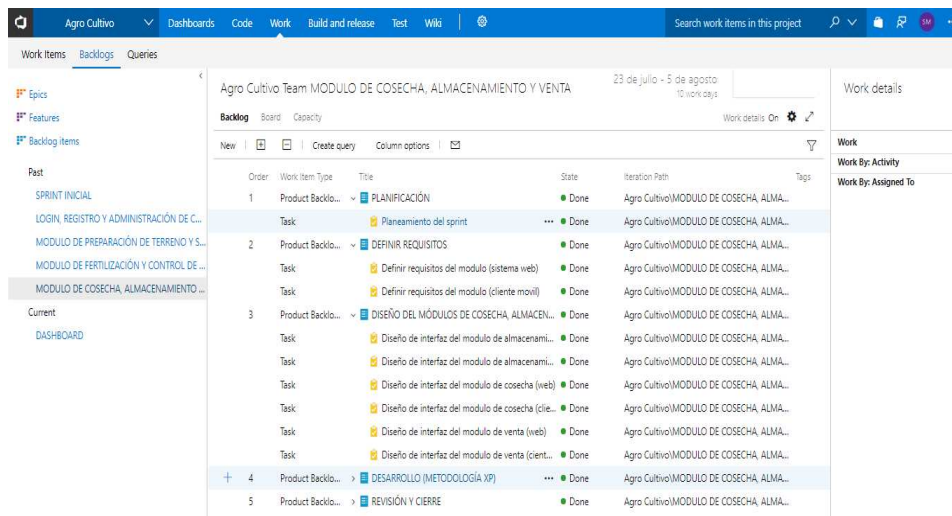 Agro Cultivo Dashboards Code Work Build and release Test Wiki Search work items in this project SM
Work Items Backlogs Queries
Epics
Features
Backlog items
Past
SPRINT INICIAL
LOGIN, REGISTRO Y ADMINISTRACIÓN DE C...
MODULO DE PREPARACIÓN DE TERRENO Y S...
MODULO DE FERTILIZACIÓN Y CONTROL DE ...
MODULO DE COSECHA, ALMACENAMIENTO ...
Current
DASHBOARD
Agro Cultivo Team MODULO DE COSECHA, ALMACENAMIENTO Y VENTA
23 de julio - 5 de agosto
10 work days
Backlog Board Capacity Work details On
New Create query Column options
Order Work Item Type Title State Iteration Path Tags
1 Product Backlo... PLANIFICACIÓN Done Agro Cultivo\MODULO DE COSECHA, ALMA...
Task Planeamiento del sprint ... Done Agro Cultivo\MODULO DE COSECHA, ALMA...
2 Product Backlo... DEFINIR REQUISITOS Done Agro Cultivo\MODULO DE COSECHA, ALMA...
Task Definir requisitos del modulo (sistema web) Done Agro Cultivo\MODULO DE COSECHA, ALMA...
Task Definir requisitos del modulo (cliente movil) Done Agro Cultivo\MODULO DE COSECHA, ALMA...
3 Product Backlo... DISEÑO DEL MÓDULOS DE COSECHA, ALMACEN... Done Agro Cultivo\MODULO DE COSECHA, ALMA...
Task Diseño de interfaz del modulo de almacenami... Done Agro Cultivo\MODULO DE COSECHA, ALMA...
Task Diseño de interfaz del modulo de almacenami... Done Agro Cultivo\MODULO DE COSECHA, ALMA...
Task Diseño de interfaz del modulo de cosecha (web) Done Agro Cultivo\MODULO DE COSECHA, ALMA...
Task Diseño de interfaz del modulo de cosecha (clie... Done Agro Cultivo\MODULO DE COSECHA, ALMA...
Task Diseño de interfaz del modulo de venta (web) Done Agro Cultivo\MODULO DE COSECHA, ALMA...
Task Diseño de interfaz del modulo de venta (cient... Done Agro Cultivo\MODULO DE COSECHA, ALMA...
4 Product Backlo... DESARROLLO (METODOLOGÍA XP) ... Done Agro Cultivo\MODULO DE COSECHA, ALMA...
5 Product Backlo... REVISIÓN Y CIERRE Done Agro Cultivo\MODULO DE COSECHA, ALMA...
Work details
Work
Work By: Activity
Work By: Assigned To